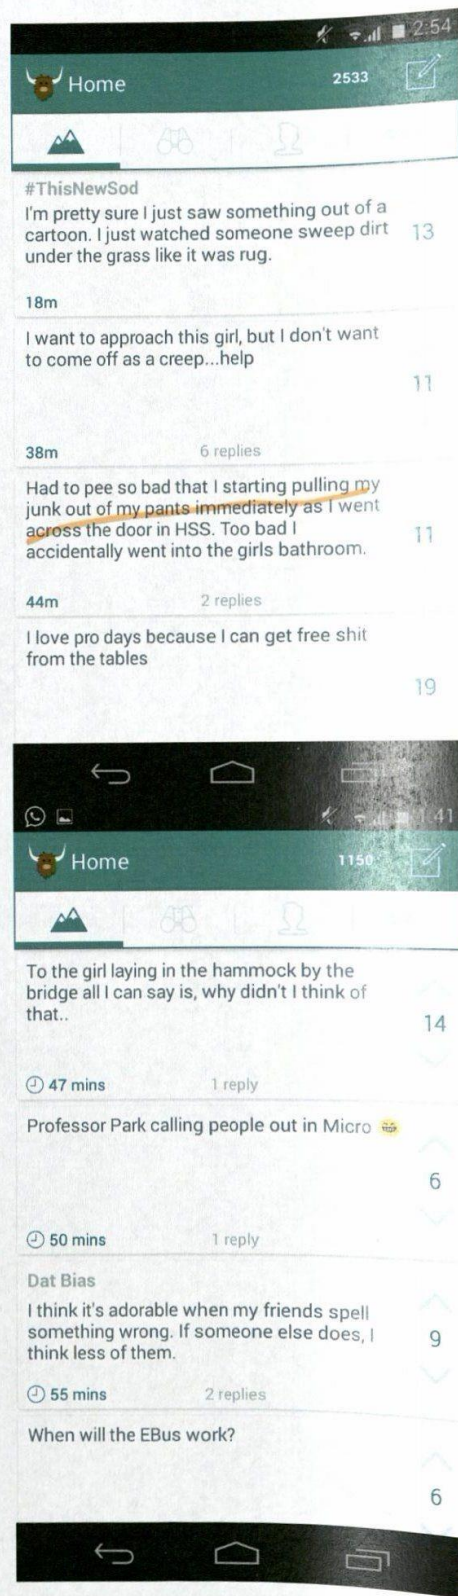 2:54
Home 2533
#ThisNewSod
I'm pretty sure I just saw something out of a
cartoon. I just watched someone sweep dirt 13
under the grass like it was rug.
18m
I want to approach this girl, but I don't want
to come off as a creep...help
11
38m 6 replies
Had to pee so bad that I starting pulling my
junk out of my pants immediately as I went
across the door in HSS. Too bad I 11
accidentally went into the girls bathroom.
44m 2 replies
I love pro days because I can get free shit
from the tables
19
1:41
Home 1150
To the girl laying in the hammock by the
bridge all I can say is, why didn't I think of
that.. 14
47 mins 1 reply
Professor Park calling people out in Micro 😁
6
50 mins 1 reply
Dat Bias
I think it's adorable when my friends spell
something wrong. If someone else does, I 9
think less of them.
55 mins 2 replies
When will the EBus work?
6